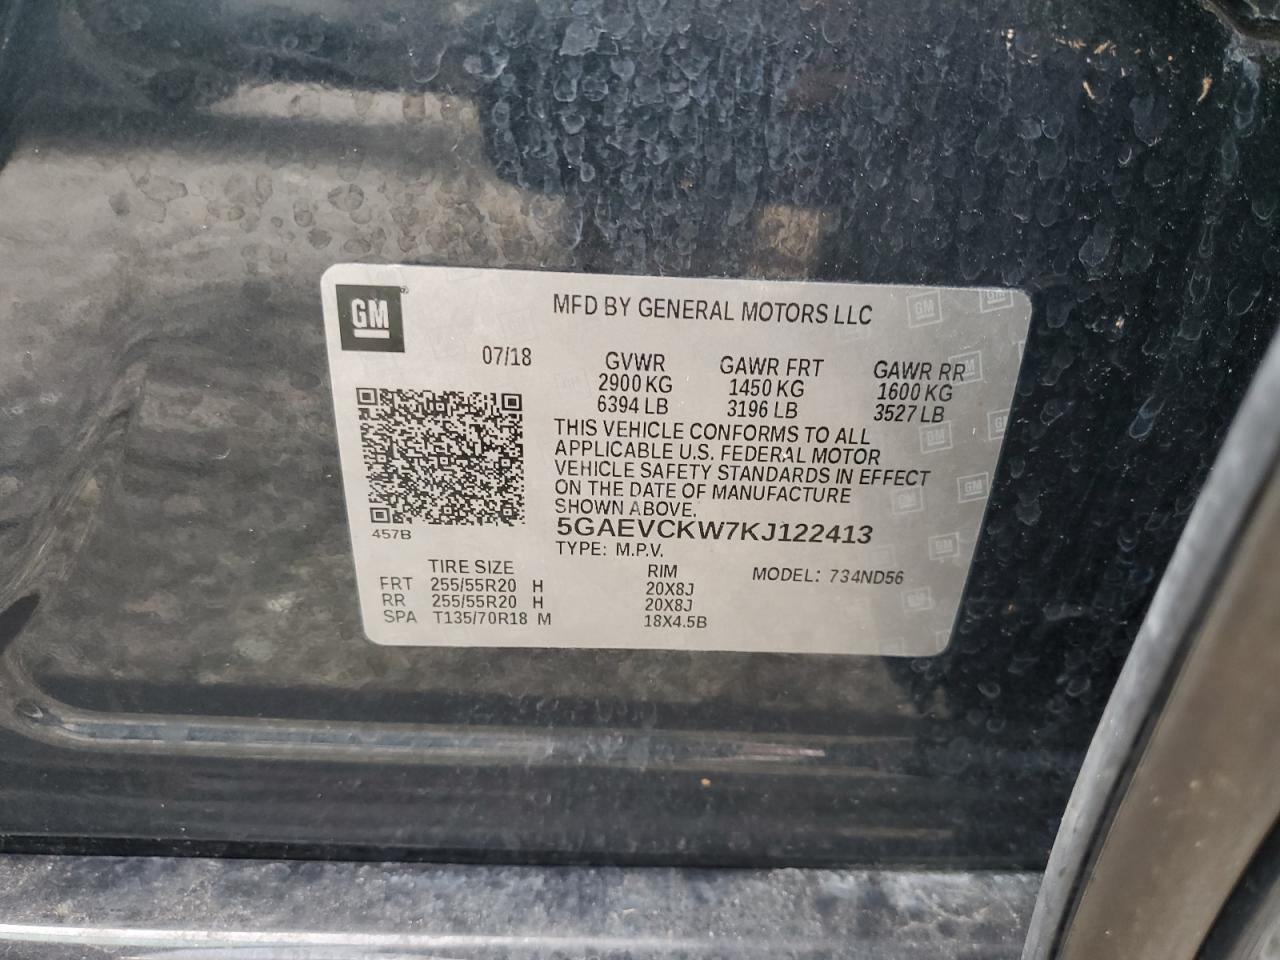 GM
MFD BY GENERAL MOTORS LLC
07/18 GVWR GAWR FRT GAWR RR
2900 KG 1450 KG 1600 KG
6394 LB 3196 LB 3527 LB
THIS VEHICLE CONFORMS TO ALL
APPLICABLE U.S. FEDERAL MOTOR
VEHICLE SAFETY STANDARDS IN EFFECT
ON THE DATE OF MANUFACTURE
SHOWN ABOVE.
457B
5GAEVCKW7KJ122413
TYPE: M.P.V.
MODEL: 734ND56
TIRE SIZE RIM
FRT 255/55R20 H 20X8J
RR 255/55R20 H 20X8J
SPA T135/70R18 M 18X4.5B